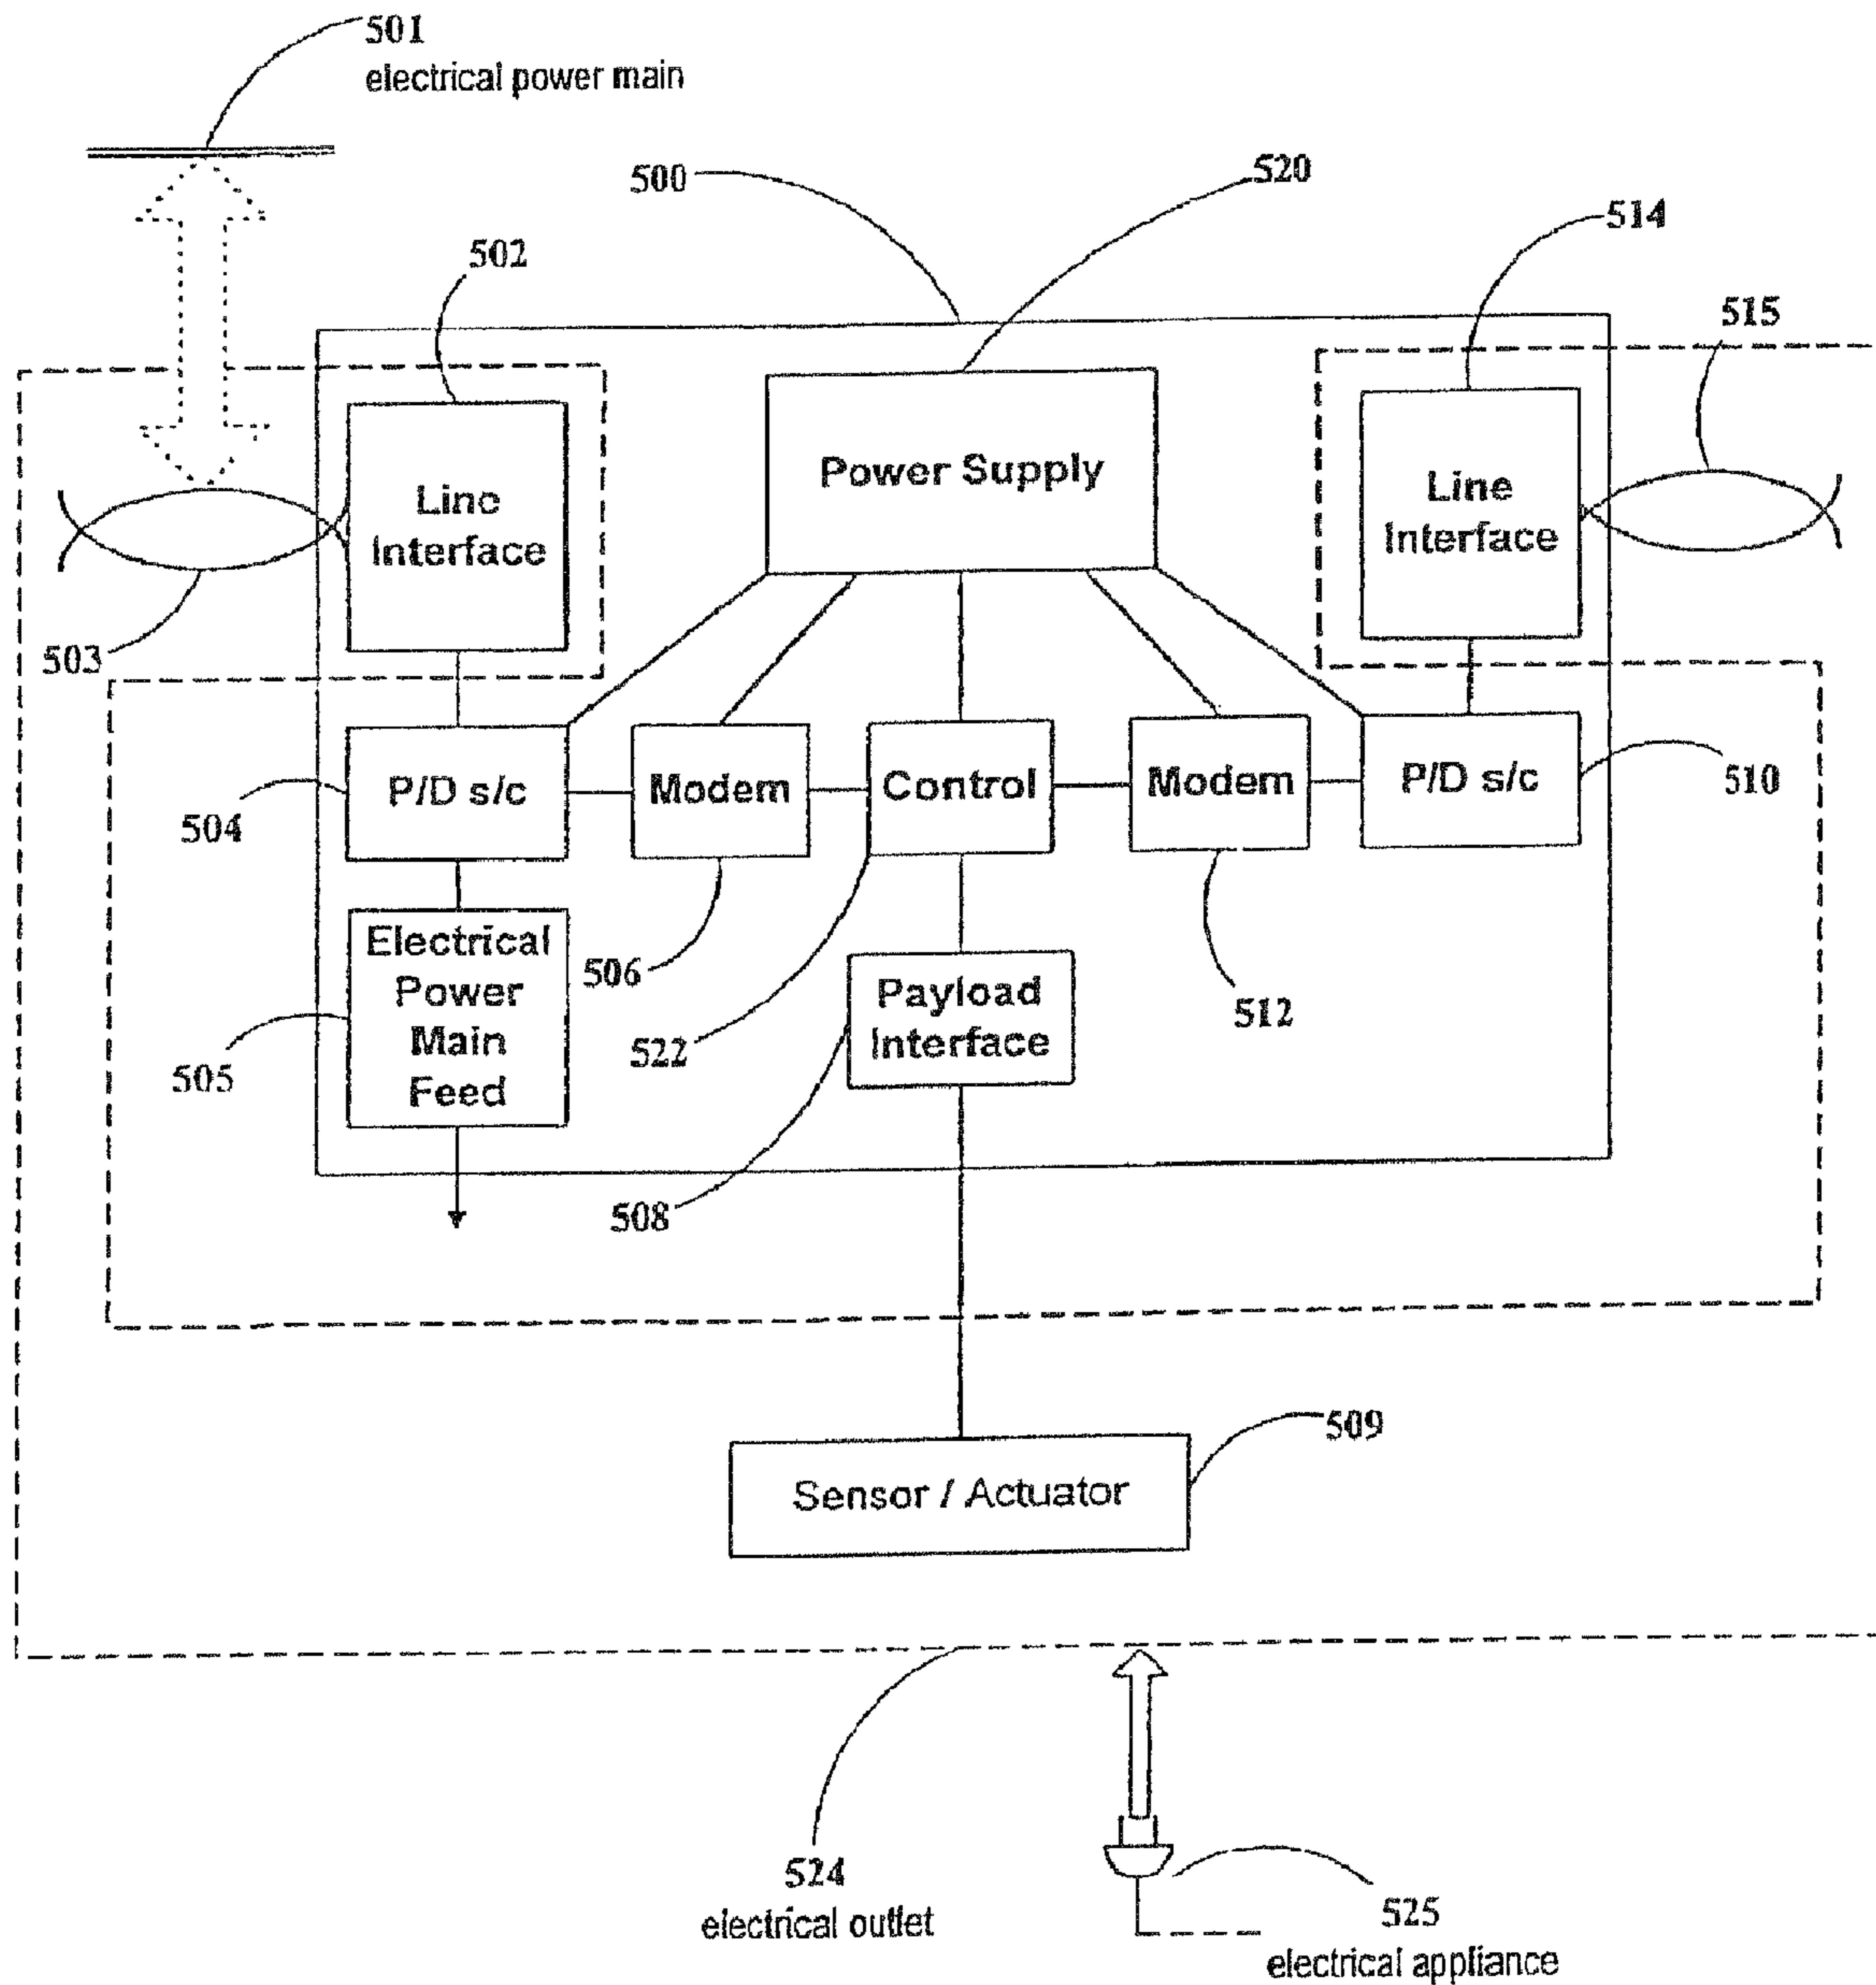 501
electrical power main
500
520
514
502
515
Line
Interface
Power Supply
Line
Interface
503
P/D s/c
Modem
Control
Modem
P/D s/c
510
504
Electrical
Power
Main
Feed
506
522
Payload
Interface
512
505
508
509
Sensor / Actuator
524
electrical outlet
525
electrical appliance